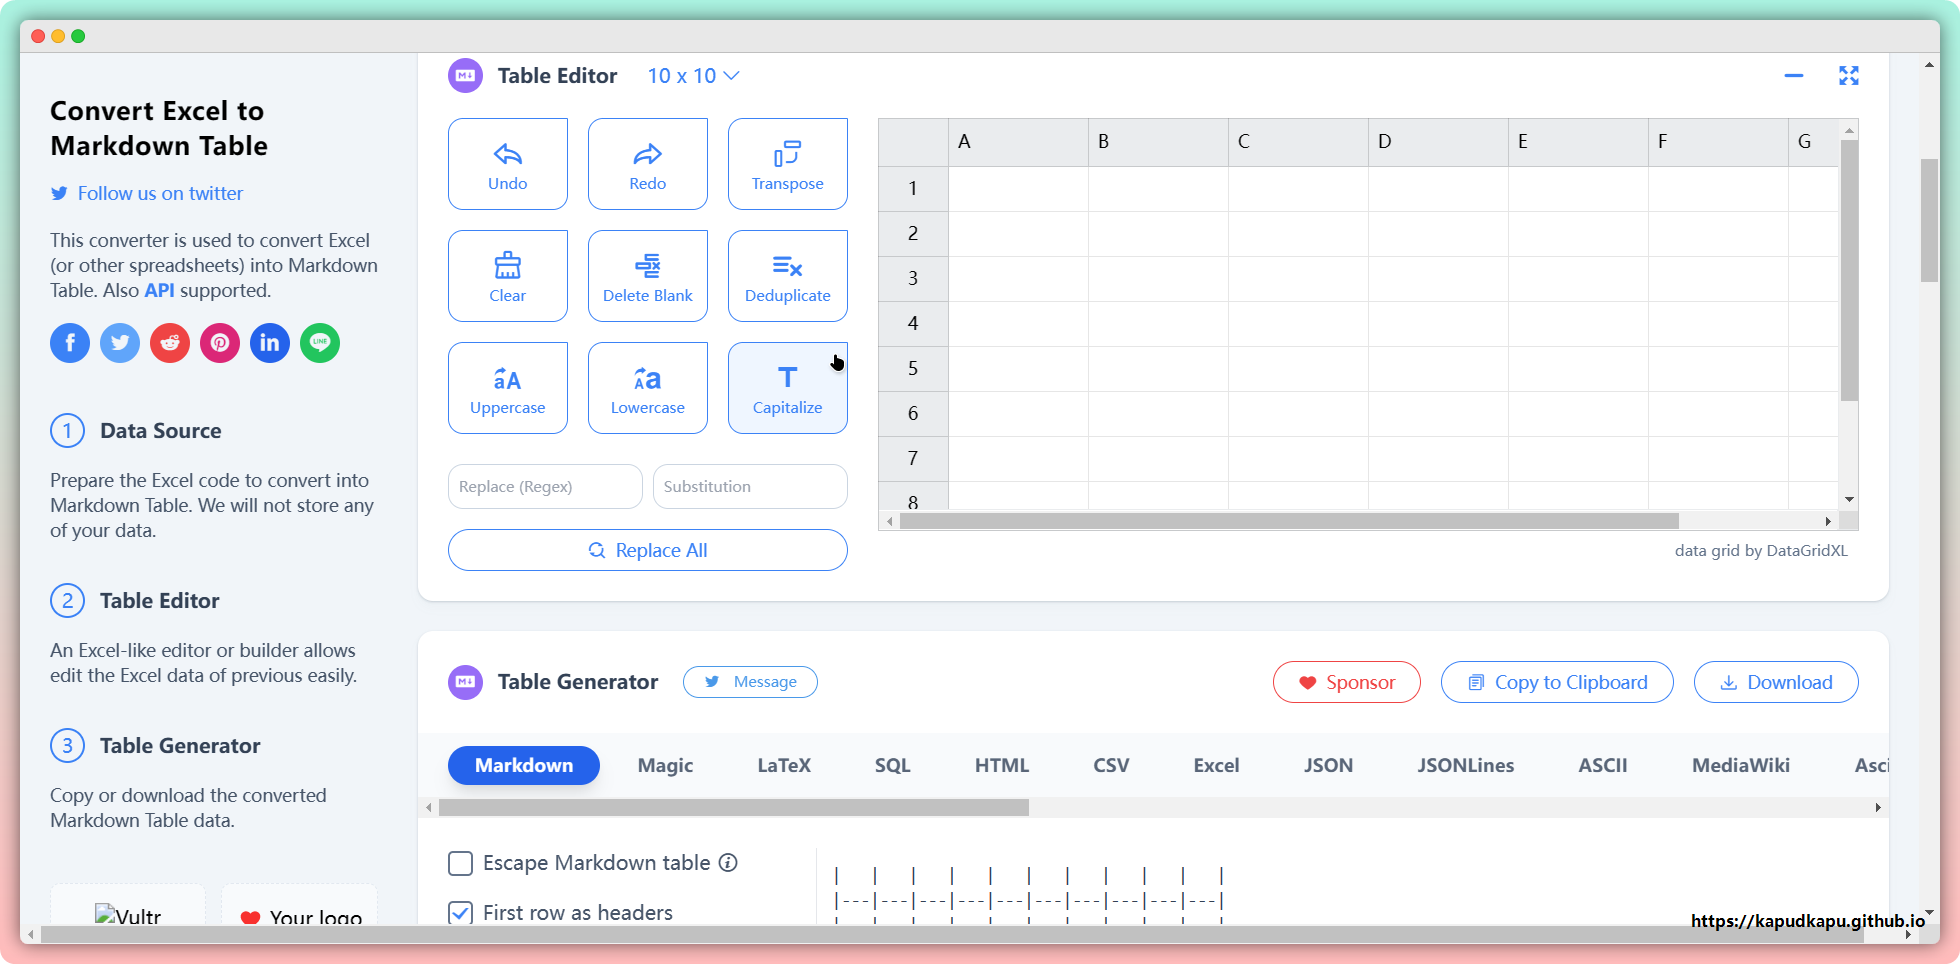 Convert Excel to
Markdown Table
Follow us on twitter
This converter is used to convert Excel
(or other spreadsheets) into Markdown
Table. Also API supported.
f
in
LINE
1 Data Source
Prepare the Excel code to convert into
Markdown Table. We will not store any
of your data.
2 Table Editor
An Excel-like editor or builder allows
edit the Excel data of previous easily.
3 Table Generator
Copy or download the converted
Markdown Table data.
Vultr
Your logo
M Table Editor 10 x 10
Undo Redo Transpose
Clear Delete Blank Deduplicate
aA Aa T
Uppercase Lowercase Capitalize
Replace (Regex) Substitution
Replace All
A B C D E F G
1
2
3
4
5
6
7
8
data grid by DataGridXL
M Table Generator Message Sponsor Copy to Clipboard Download
Markdown Magic LaTeX SQL HTML CSV Excel JSON JSONLines ASCII MediaWiki Asci
Escape Markdown table
First row as headers
| | | | | | | | | | |
|---|---|---|---|---|---|---|---|---|---|
https://kapudkapu.github.io